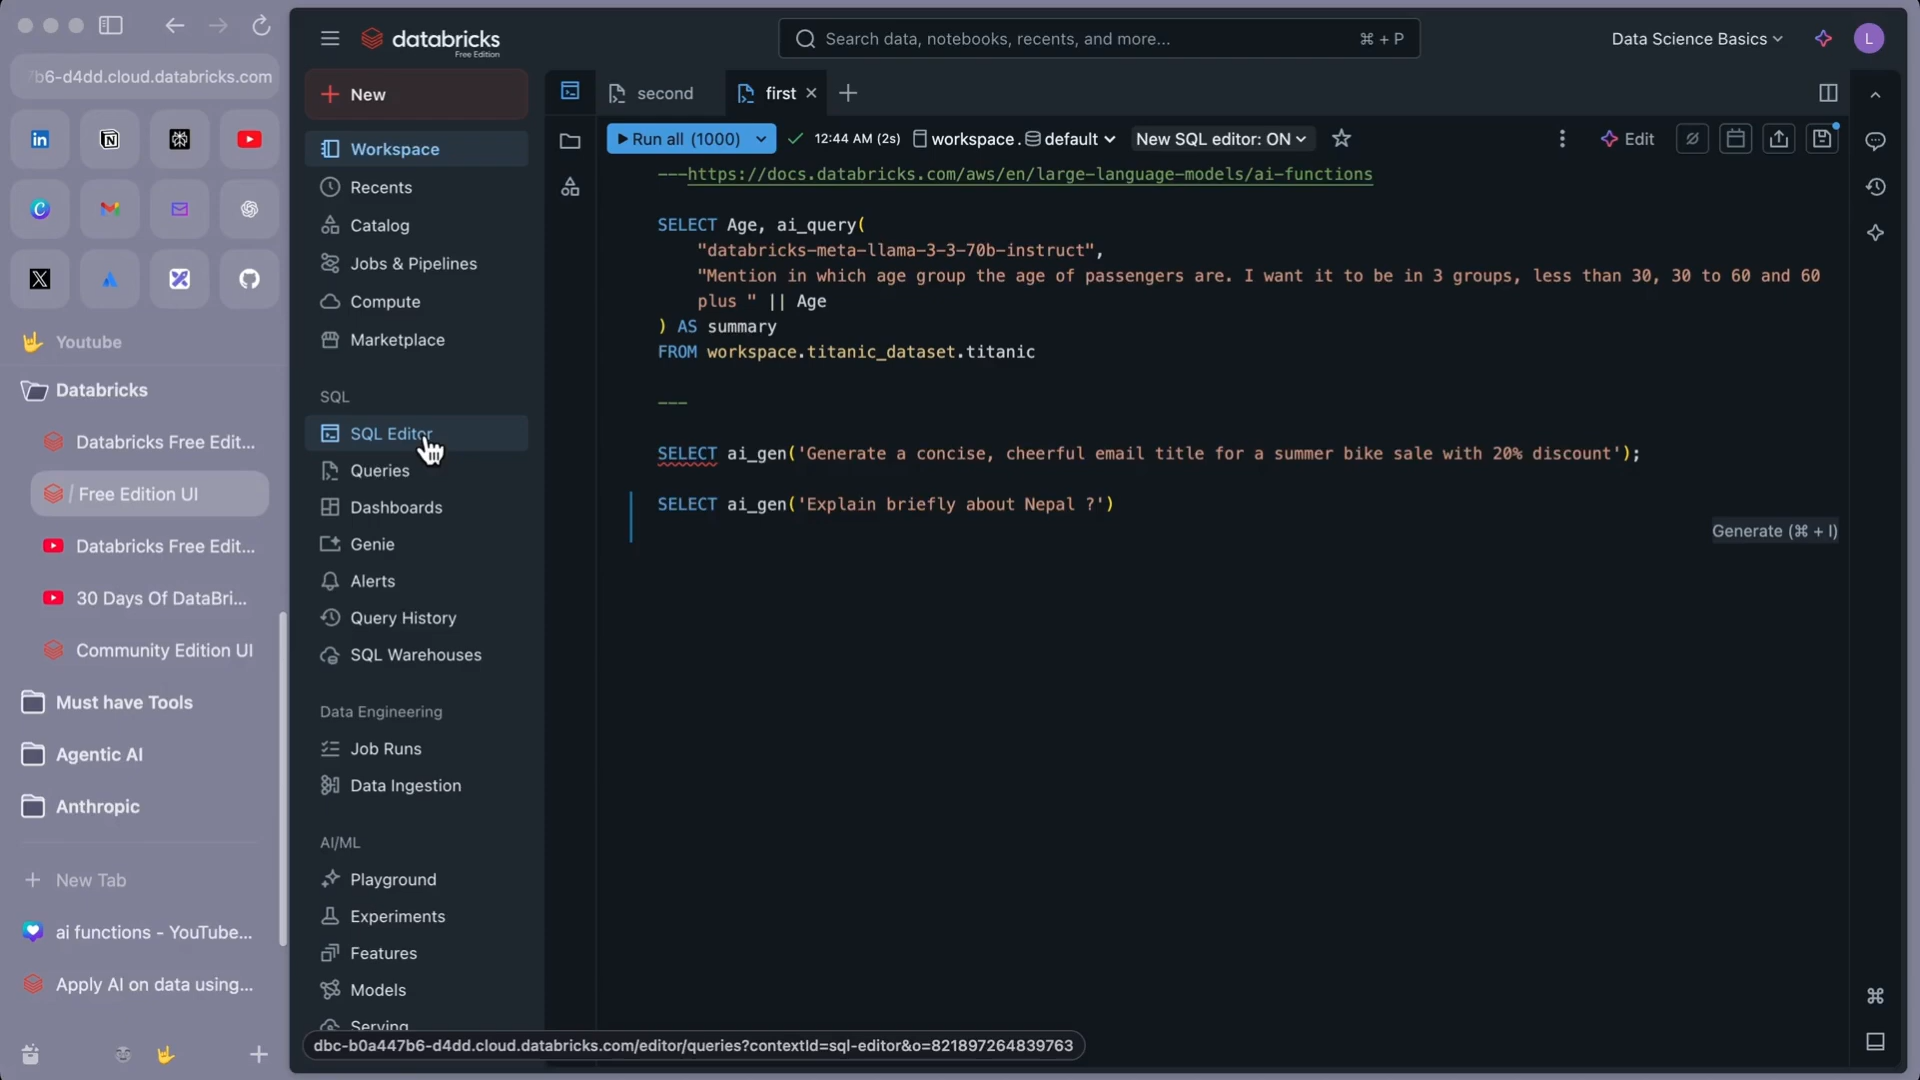 7b6-d4dd.cloud.databricks.com
Youtube
Databricks
Databricks Free Edit...
/ Free Edition UI
Databricks Free Edit...
30 Days Of DataBri...
Community Edition UI
Must have Tools
Agentic AI
Anthropic
New Tab
ai functions - YouTube...
Apply AI on data using...
databricks
Free Edition
Search data, notebooks, recents, and more...
⌘ + P
Data Science Basics
L
New
Workspace
Recents
Catalog
Jobs & Pipelines
Compute
Marketplace
SQL
SQL Editor
Queries
Dashboards
Genie
Alerts
Query History
SQL Warehouses
Data Engineering
Job Runs
Data Ingestion
AI/ML
Playground
Experiments
Features
Models
Serving
second
first
Run all (1000)
12:44 AM (2s)
workspace. default
New SQL editor: ON
Edit
---https://docs.databricks.com/aws/en/large-language-models/ai-functions
SELECT Age, ai_query(
"databricks-meta-llama-3-3-70b-instruct",
"Mention in which age group the age of passengers are. I want it to be in 3 groups, less than 30, 30 to 60 and 60
plus " || Age
) AS summary
FROM workspace.titanic_dataset.titanic
---
SELECT ai_gen('Generate a concise, cheerful email title for a summer bike sale with 20% discount');
SELECT ai_gen('Explain briefly about Nepal ?')
Generate (⌘ + I)
dbc-b0a447b6-d4dd.cloud.databricks.com/editor/queries?contextId=sql-editor&o=821897264839763